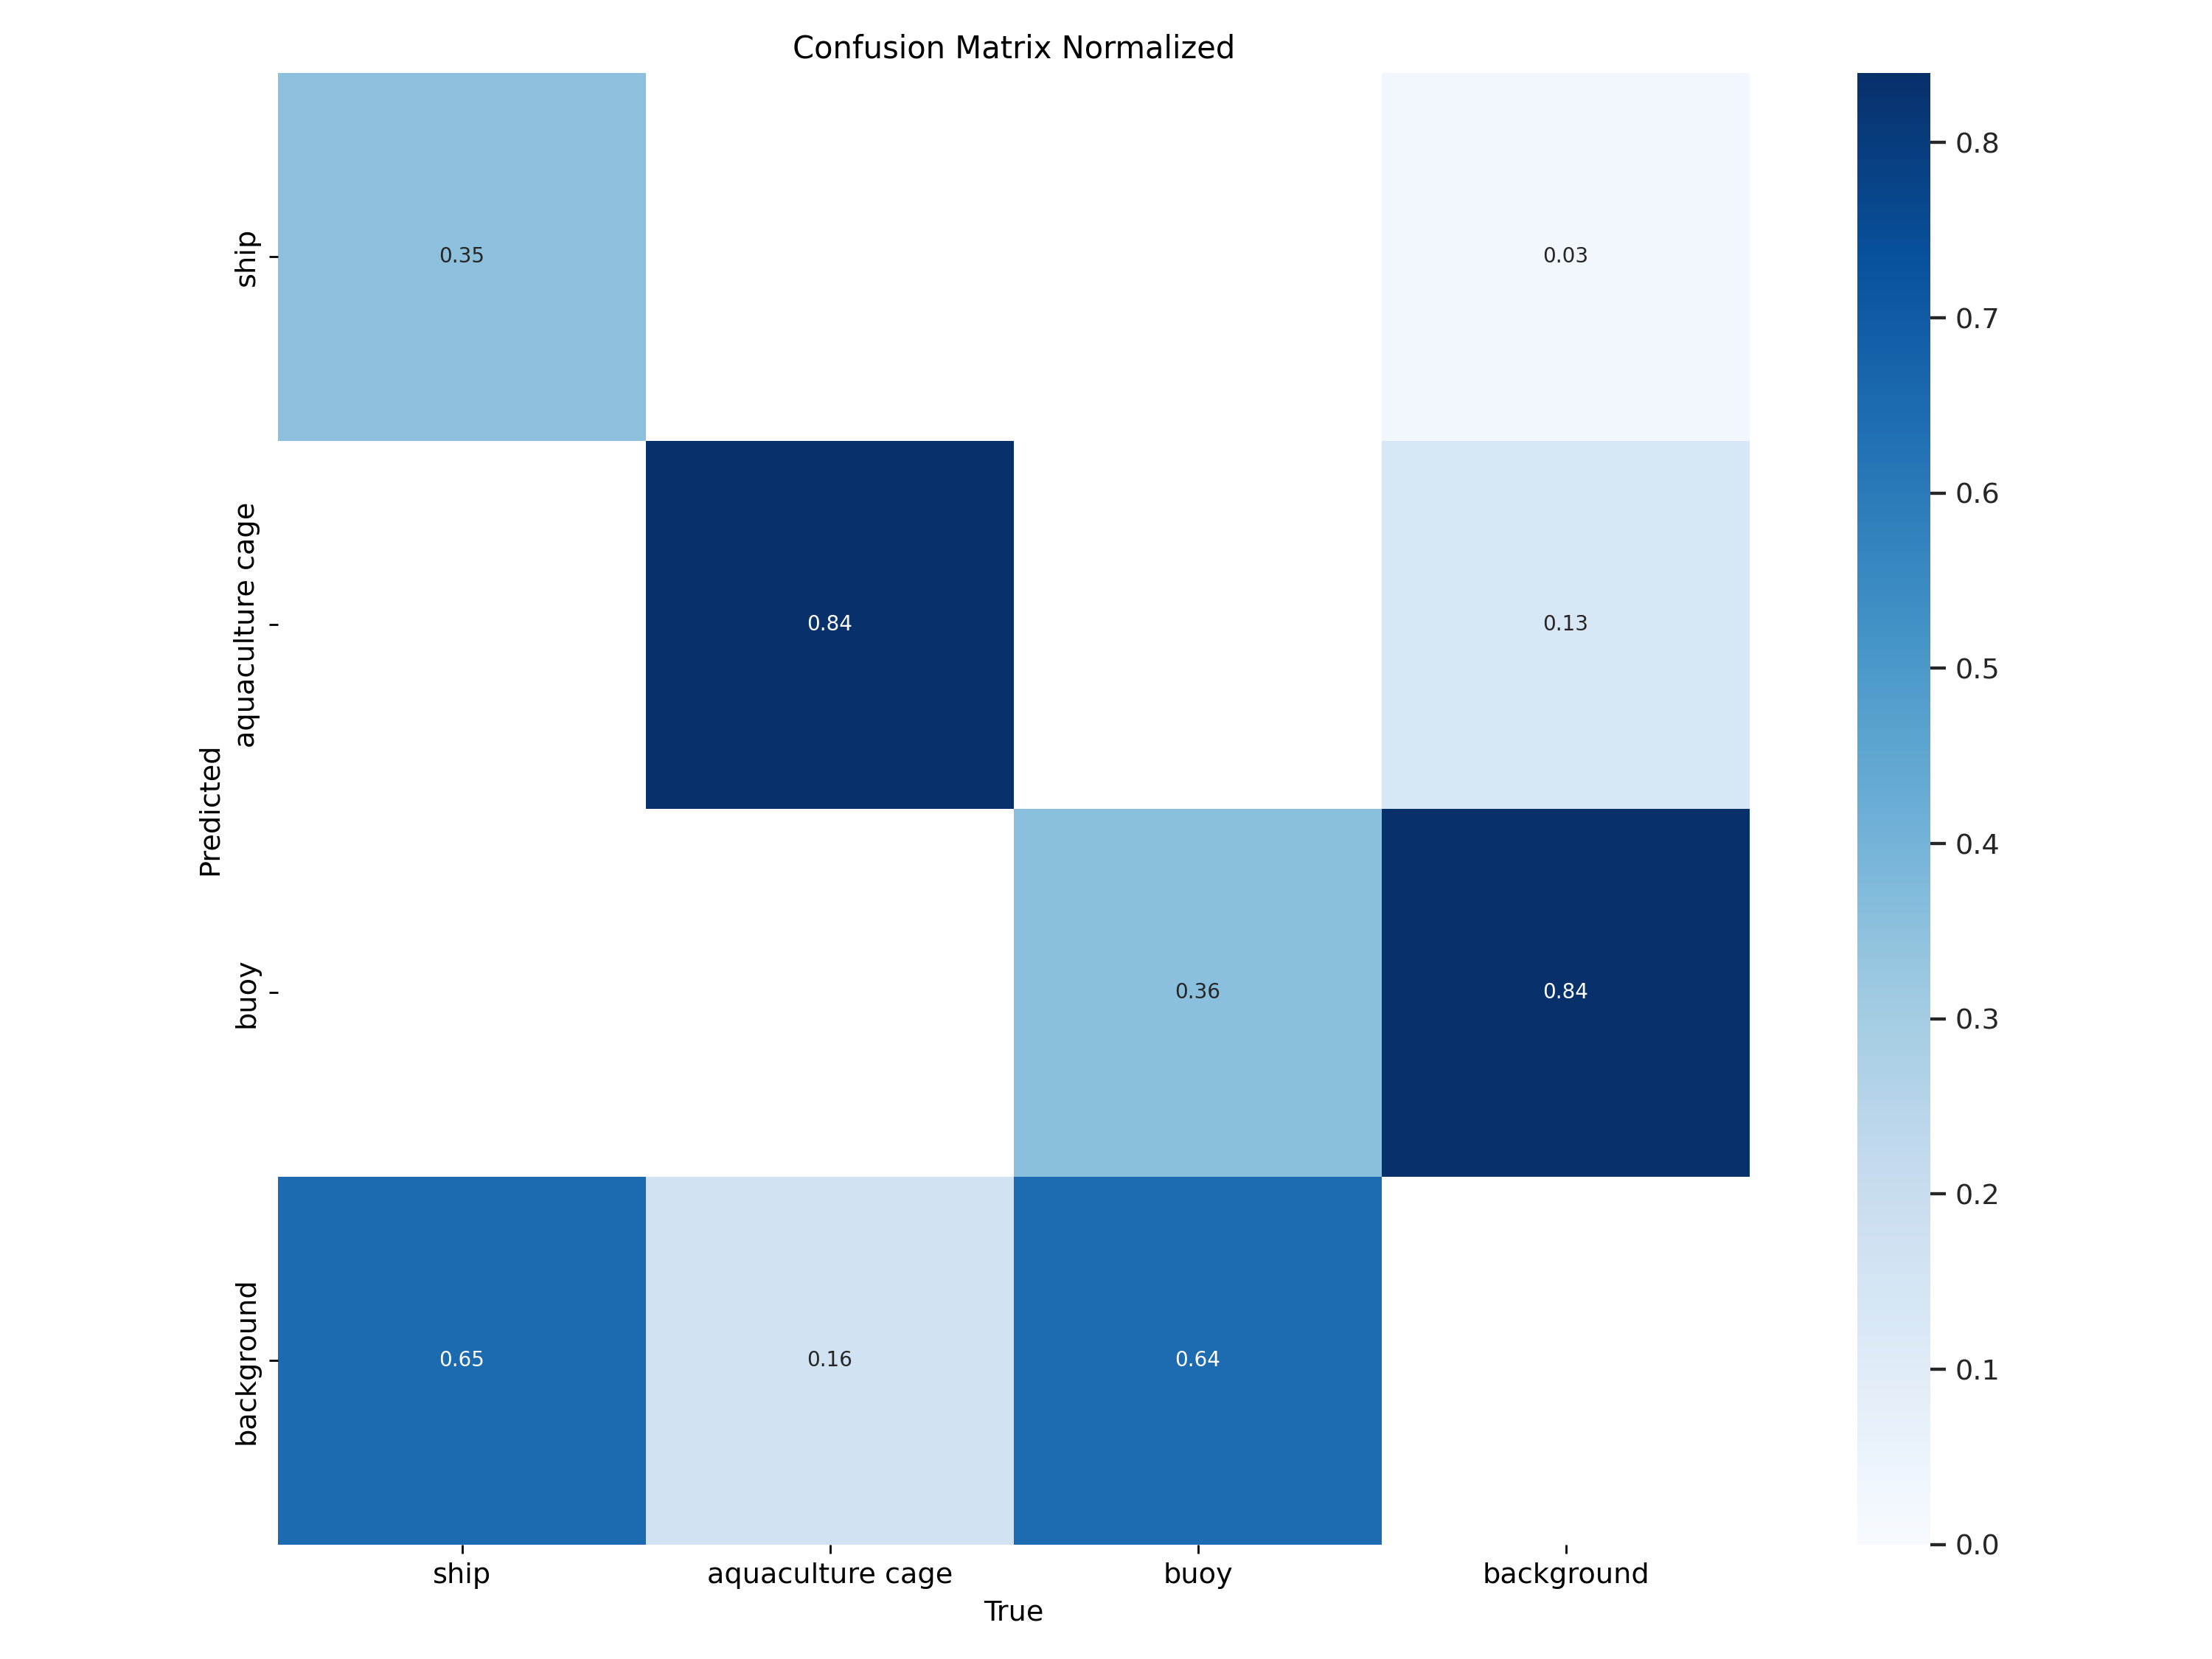 Confusion Matrix Normalized
Predicted
ship
0.35
0.03
aquaculture cage
0.84
0.13
buoy
0.36
0.84
background
0.65
0.16
0.64
ship
aquaculture cage
buoy
background
True
0.8
0.7
0.6
0.5
0.4
0.3
0.2
0.1
0.0